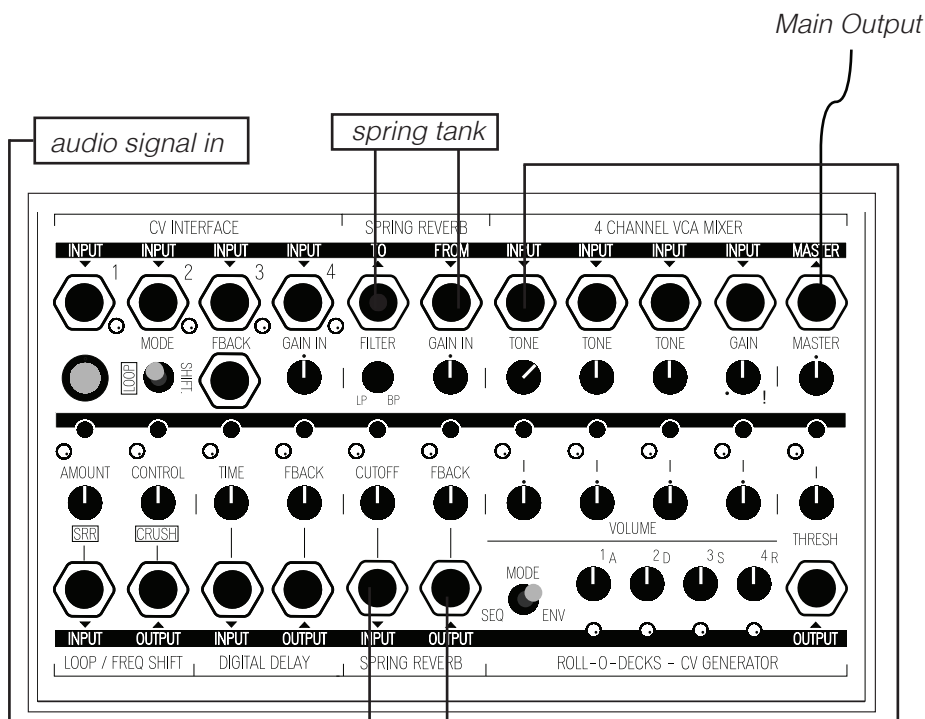 Main Output
audio signal in
spring tank
CV INTERFACE SPRING REVERB 4 CHANNEL VCA MIXER
INPUT INPUT INPUT INPUT TO FROM INPUT INPUT INPUT INPUT MASTER
1 2 3 4
MODE FBACK GAIN IN FILTER GAIN IN TONE TONE TONE GAIN MASTER
LOOP SHIFT.
LP BP !
AMOUNT CONTROL TIME FBACK CUTOFF FBACK
SRR CRUSH VOLUME THRESH
1 A 2 D 3 S 4 R
MODE
SEQ ENV
INPUT OUTPUT INPUT OUTPUT INPUT OUTPUT OUTPUT
LOOP / FREQ SHIFT DIGITAL DELAY SPRING REVERB ROLL-O-DECKS - CV GENERATOR